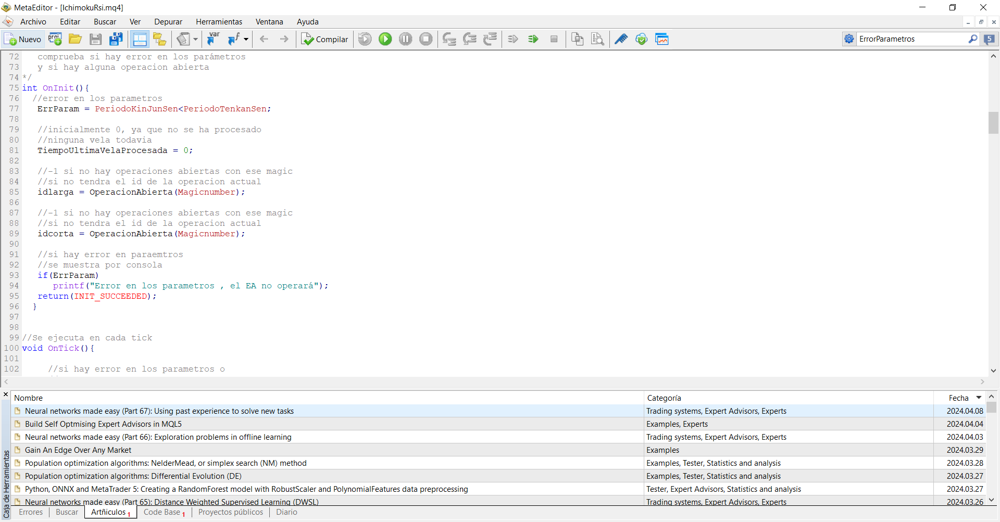 MetaEditor - [IchimokuRsi.mq4]
Archivo Editar Buscar Ver Depurar Herramientas Ventana Ayuda
Nuevo proj var f Compilar ErrorParametros 5
72 comprueba si hay error en los parámetros
73 y si hay alguna operacion abierta
74 */
75 int OnInit(){
76 //error en los parametros
77 ErrParam = PeriodoKinJunSen<PeriodoTenkanSen;
78
79 //inicialmente 0, ya que no se ha procesado
80 //ninguna vela todavia
81 TiempoUltimaVelaProcesada = 0;
82
83 //-1 si no hay operaciones abiertas con ese magic
84 //si no tendra el id de la operacion actual
85 idlarga = OperacionAbierta(Magicnumber);
86
87 //-1 si no hay operaciones abiertas con ese magic
88 //si no tendra el id de la operacion actual
89 idcorta = OperacionAbierta(Magicnumber);
90
91 //si hay error en paraemtros
92 //se muestra por consola
93 if(ErrParam)
94 printf("Error en los parametros , el EA no operará");
95 return(INIT_SUCCEEDED);
96 }
97
98
99 //Se ejecuta en cada tick
100 void OnTick(){
101
102 //si hay error en los parametros o
Nombre Categoría Fecha
Neural networks made easy (Part 67): Using past experience to solve new tasks Trading systems, Expert Advisors, Experts 2024.04.08
Build Self Optmising Expert Advisors in MQL5 Examples, Experts 2024.04.04
Neural networks made easy (Part 66): Exploration problems in offline learning Trading systems, Expert Advisors, Experts 2024.04.03
Gain An Edge Over Any Market Examples 2024.03.29
Population optimization algorithms: NelderMead, or simplex search (NM) method Examples, Tester, Statistics and analysis 2024.03.28
Population optimization algorithms: Differential Evolution (DE) Examples, Tester, Statistics and analysis 2024.03.27
Python, ONNX and MetaTrader 5: Creating a RandomForest model with RobustScaler and PolynomialFeatures data preprocessing Tester, Expert Advisors, Statistics and analysis 2024.03.27
Neural networks made easy (Part 65): Distance Weighted Supervised Learning (DWSL) Trading systems, Expert Advisors, Experts 2024.03.26
Caja de Herramientas
Errores Buscar Artñiculos 1 Code Base 1 Proyectos públicos Diario